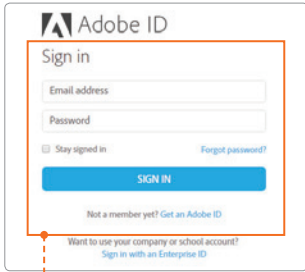 Adobe ID
Sign in
Email address
Password
Stay signed in Forgot password?
SIGN IN
Not a member yet? Get an Adobe ID
Want to use your company or school account?
Sign in with an Enterprise ID